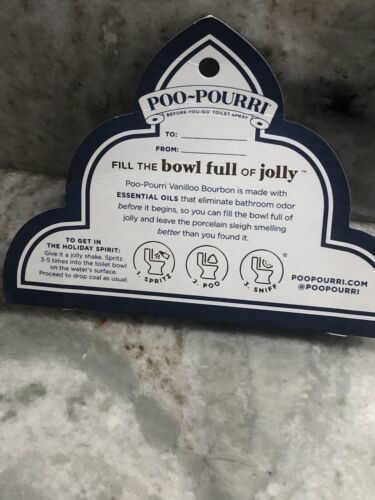 POO~POURRI
BEFORE-YOU-GO® TOILET SPRAY
TO:
FROM:
FILL THE bowl full OF jolly™
Poo-Pourri Vanilloo Bourbon is made with
ESSENTIAL OILS that eliminate bathroom odor
before it begins, so you can fill the bowl full of
jolly and leave the porcelain sleigh smelling
better than you found it.
TO GET IN
THE HOLIDAY SPIRIT:
Give it a jolly shake. Spritz
3-5 times into the toilet bowl
on the water's surface.
Proceed to drop coal as usual.
1. SPRITZ
2. POO
3. SNIFF
®
POOPOURRI.COM
@POOPOURRI